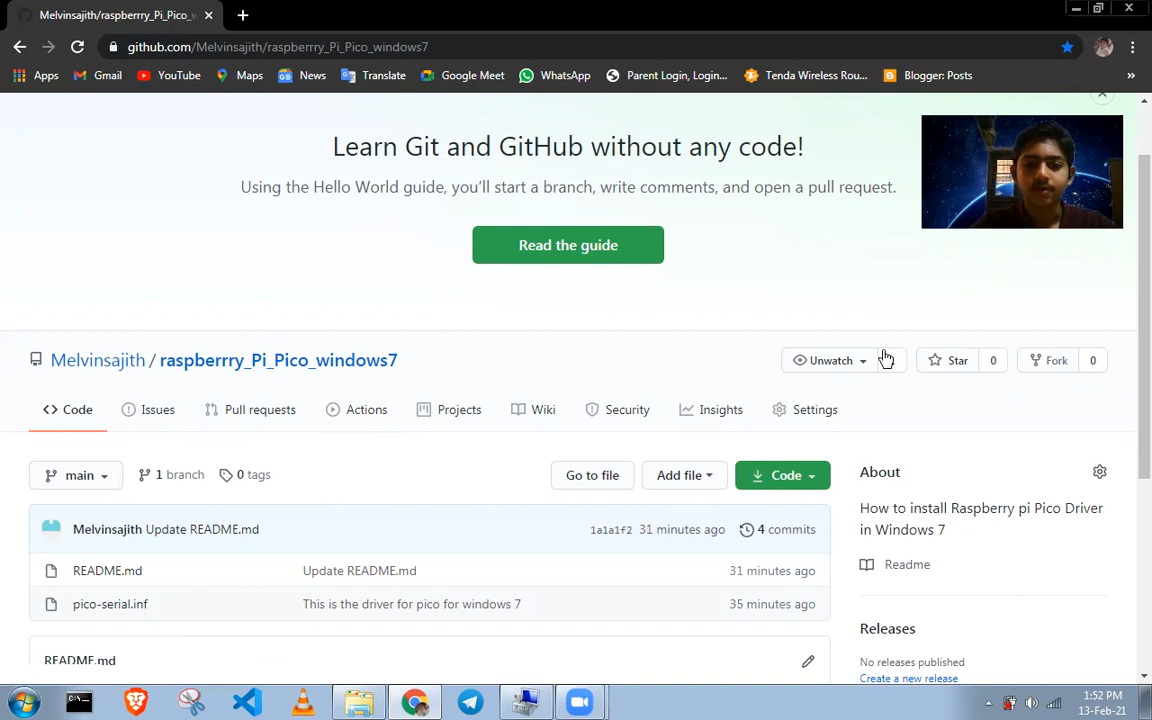 Melvinsajith/raspberrry_Pi_Pico_w
github.com/Melvinsajith/raspberrry_Pi_Pico_windows7
Apps Gmail YouTube Maps News Translate Google Meet WhatsApp Parent Login, Login... Tenda Wireless Rou... Blogger: Posts »
Learn Git and GitHub without any code!
Using the Hello World guide, you’ll start a branch, write comments, and open a pull request.
Read the guide
Melvinsajith / raspberrry_Pi_Pico_windows7
Unwatch Star 0 Fork 0
Code Issues Pull requests Actions Projects Wiki Security Insights Settings
main 1 branch 0 tags Go to file Add file Code
About
How to install Raspberry pi Pico Driver
in Windows 7
Readme
Releases
No releases published
Create a new release
Melvinsajith Update README.md 1a1a1f2 31 minutes ago 4 commits
README.md Update README.md 31 minutes ago
pico-serial.inf This is the driver for pico for windows 7 35 minutes ago
README.md
1:52 PM
13-Feb-21